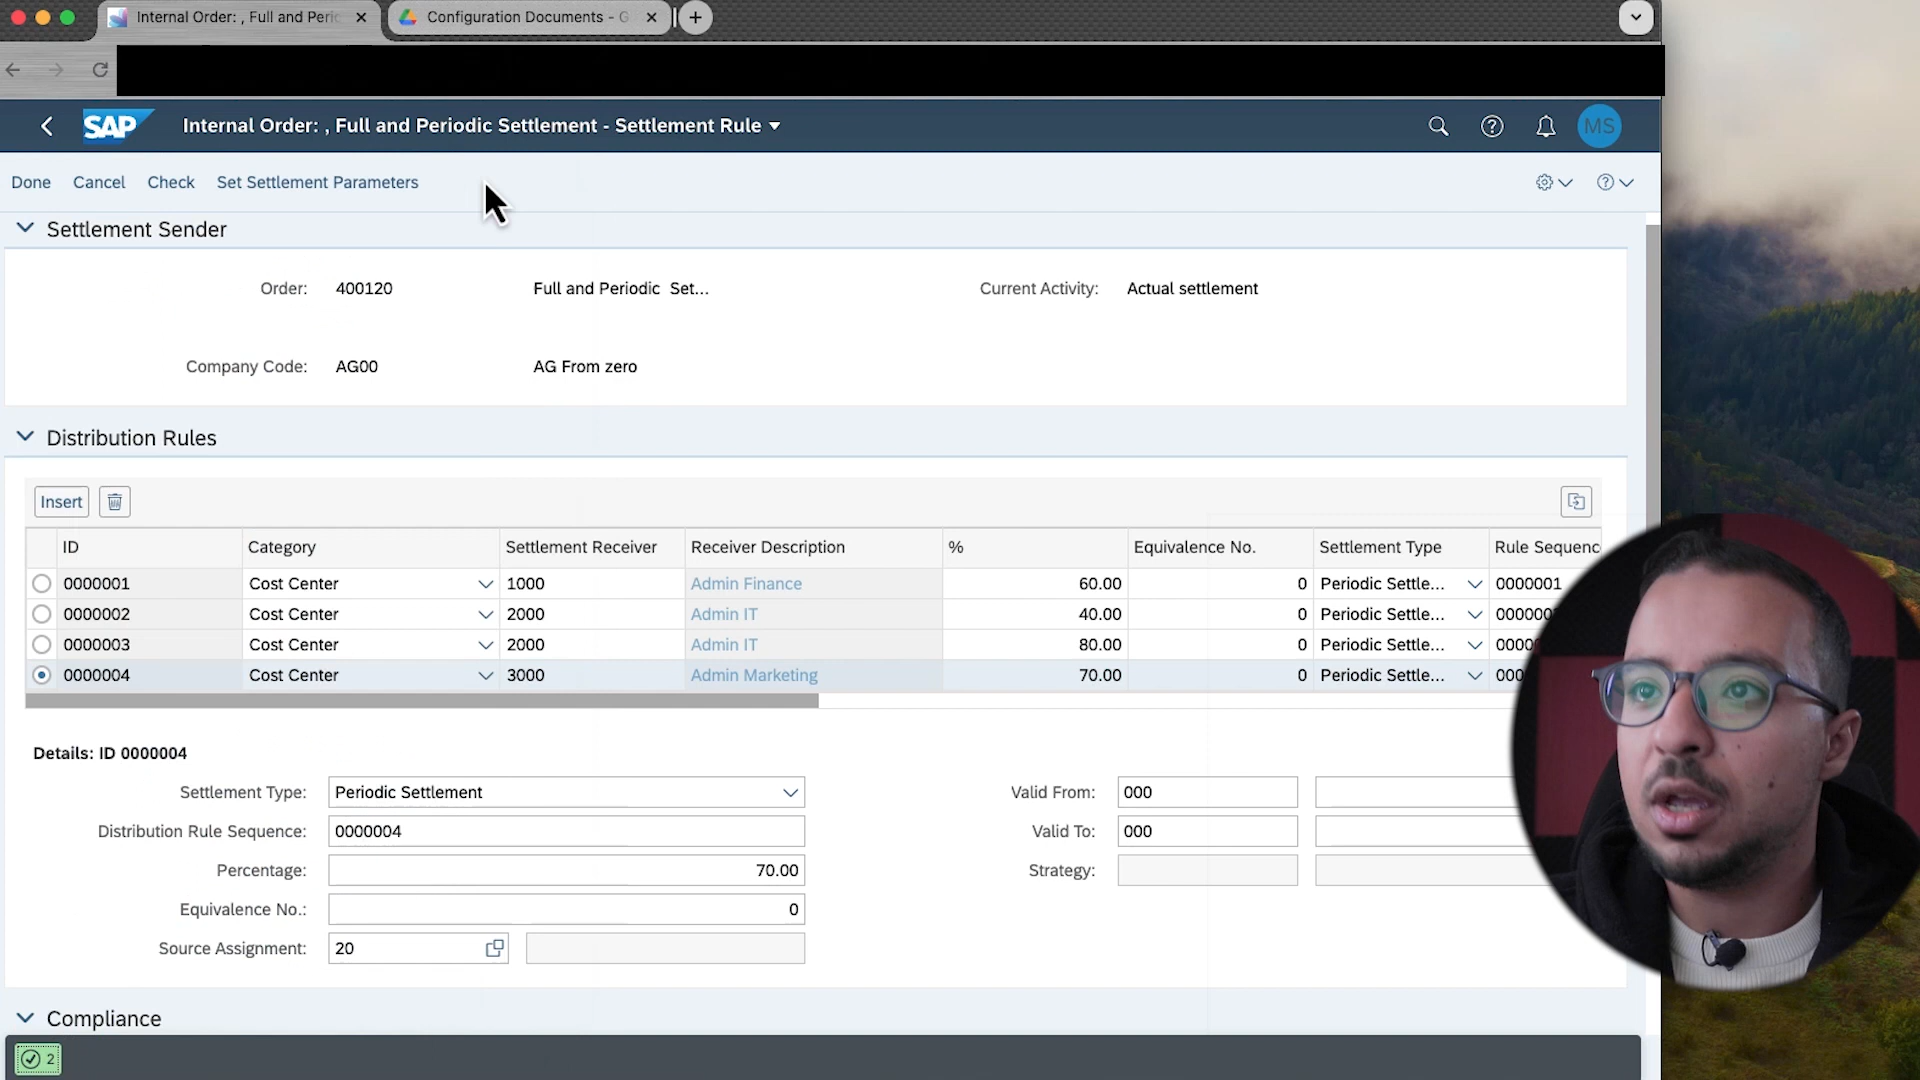 Internal Order: , Full and Peri
Configuration Documents - G
SAP
Internal Order: , Full and Periodic Settlement - Settlement Rule
MS
Done Cancel Check Set Settlement Parameters
Settlement Sender
Order: 400120 Full and Periodic Set... Current Activity: Actual settlement
Company Code: AG00 AG From zero
Distribution Rules
Insert
ID Category Settlement Receiver Receiver Description % Equivalence No. Settlement Type Rule Sequenc
0000001 Cost Center 1000 Admin Finance 60.00 0 Periodic Settle... 0000001
0000002 Cost Center 2000 Admin IT 40.00 0 Periodic Settle... 00000
0000003 Cost Center 2000 Admin IT 80.00 0 Periodic Settle... 0000
0000004 Cost Center 3000 Admin Marketing 70.00 0 Periodic Settle... 000
Details: ID 0000004
Settlement Type: Periodic Settlement Valid From: 000
Distribution Rule Sequence: 0000004 Valid To: 000
Percentage: 70.00 Strategy:
Equivalence No.: 0
Source Assignment: 20
Compliance
2